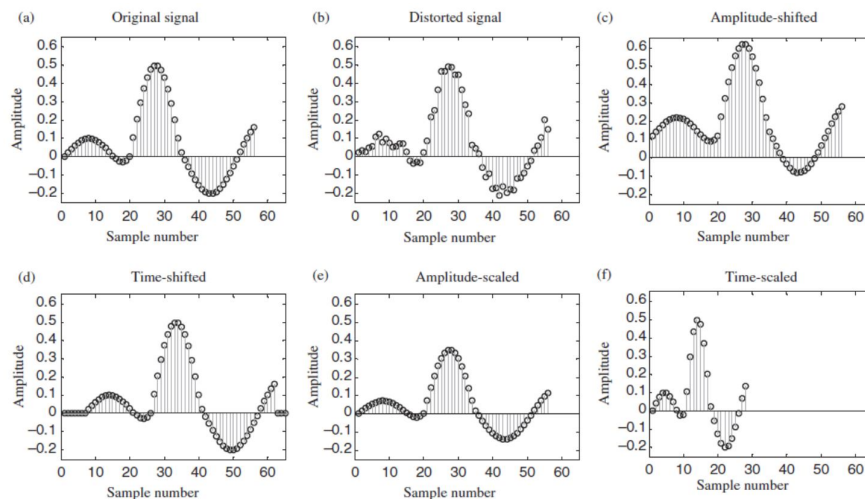 (a) Original signal
Amplitude
0.6
0.5
0.4
0.3
0.2
0.1
0
−0.1
−0.2
0 10 20 30 40 50 60
Sample number
(b) Distorted signal
Amplitude
0.6
0.5
0.4
0.3
0.2
0.1
0
−0.1
−0.2
0 10 20 30 40 50 60
Sample number
(c) Amplitude-shifted
Amplitude
0.6
0.5
0.4
0.3
0.2
0.1
0
−0.1
−0.2
0 10 20 30 40 50 60
Sample number
(d) Time-shifted
Amplitude
0.6
0.5
0.4
0.3
0.2
0.1
0
−0.1
−0.2
0 10 20 30 40 50 60
Sample number
(e) Amplitude-scaled
Amplitude
0.6
0.5
0.4
0.3
0.2
0.1
0
−0.1
−0.2
0 10 20 30 40 50 60
Sample number
(f) Time-scaled
Amplitude
0.6
0.5
0.4
0.3
0.2
0.1
0
−0.1
−0.2
0 10 20 30 40 50 60
Sample number